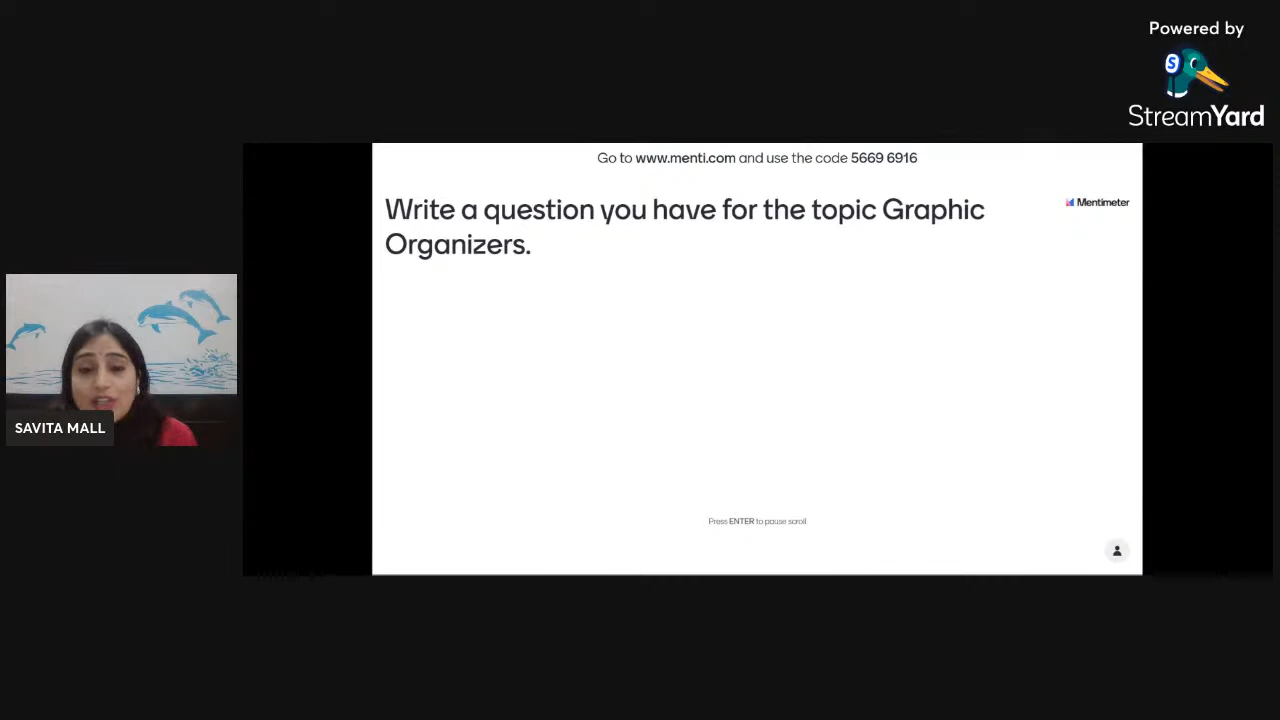 Powered by
StreamYard
Go to www.menti.com and use the code 5669 6916
Write a question you have for the topic Graphic
Organizers.
Mentimeter
SAVITA MALL
Press ENTER to pause scroll